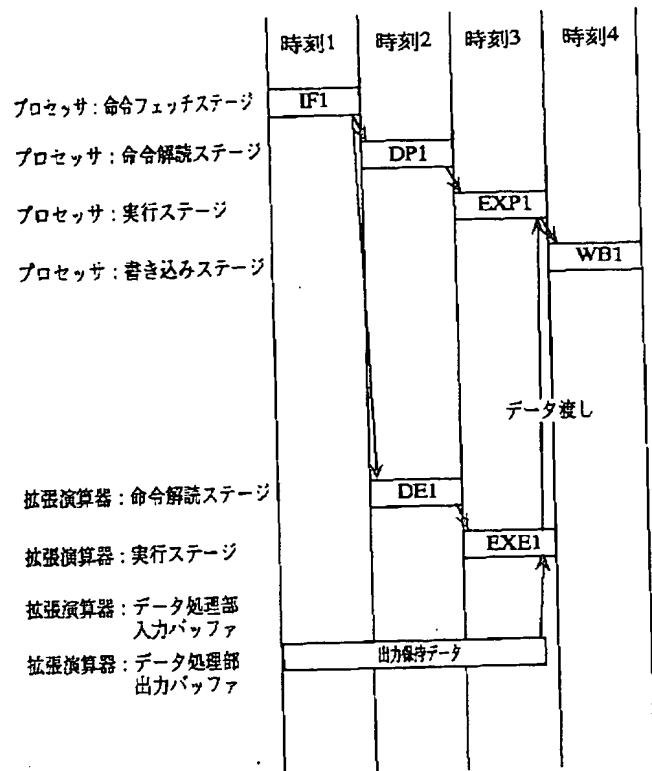 時刻1 時刻2 時刻3 時刻4
プロセッサ：命令フェッチステージ IF1
プロセッサ：命令解読ステージ DP1
プロセッサ：実行ステージ EXP1
プロセッサ：書き込みステージ WB1
データ渡し
拡張演算器：命令解読ステージ DE1
拡張演算器：実行ステージ EXE1
拡張演算器：データ処理部
入力バッファ
拡張演算器：データ処理部 出力保持データ
出力バッファ